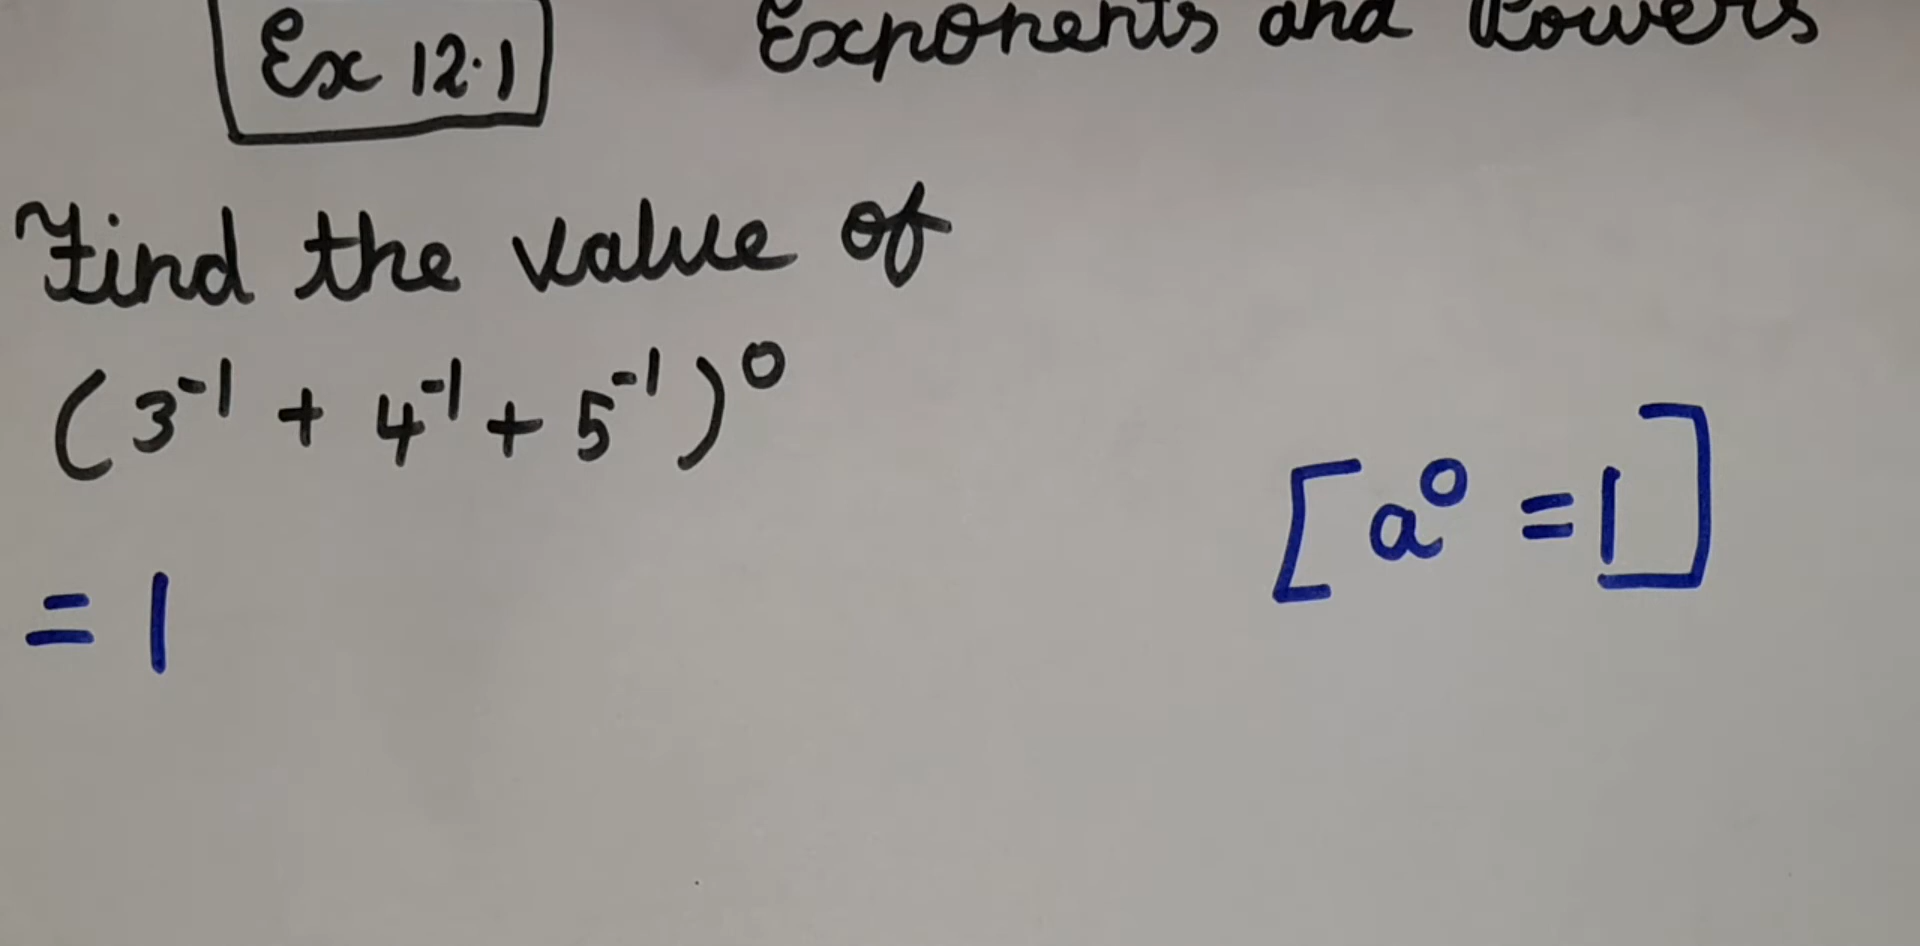 Ex 12.1 Exponents and Powers
Find the value of
(3⁻¹ + 4⁻¹ + 5⁻¹)⁰
[a⁰ = 1]
= 1